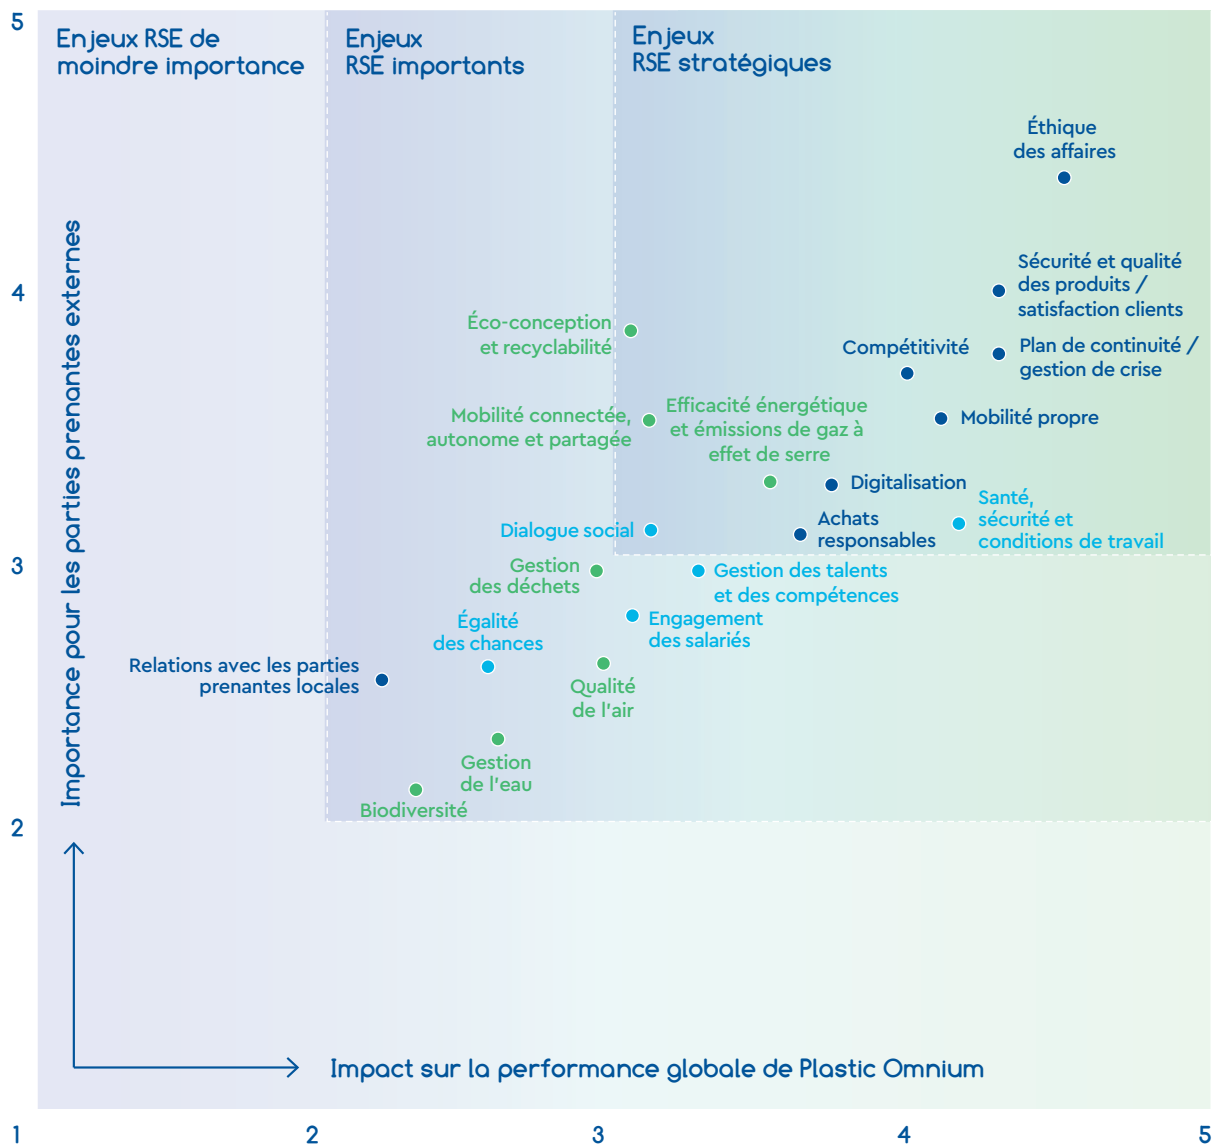 5
Enjeux RSE de
moindre importance
Enjeux
RSE importants
Enjeux
RSE stratégiques
Éthique
des affaires
Sécurité et qualité
des produits /
satisfaction clients
4
Importance pour les parties prenantes externes
Éco-conception
et recyclabilité
Compétitivité
Plan de continuité /
gestion de crise
Mobilité connectée,
autonome et partagée
Efficacité énergétique
et émissions de gaz à
effet de serre
Mobilité propre
Digitalisation
Santé,
sécurité et
conditions de travail
Dialogue social
Achats
responsables
3
Gestion
des déchets
Gestion des talents
et des compétences
Égalité
des chances
Engagement
des salariés
Relations avec les parties
prenantes locales
Qualité
de l'air
Gestion
de l'eau
Biodiversité
2
Impact sur la performance globale de Plastic Omnium
1
2
3
4
5